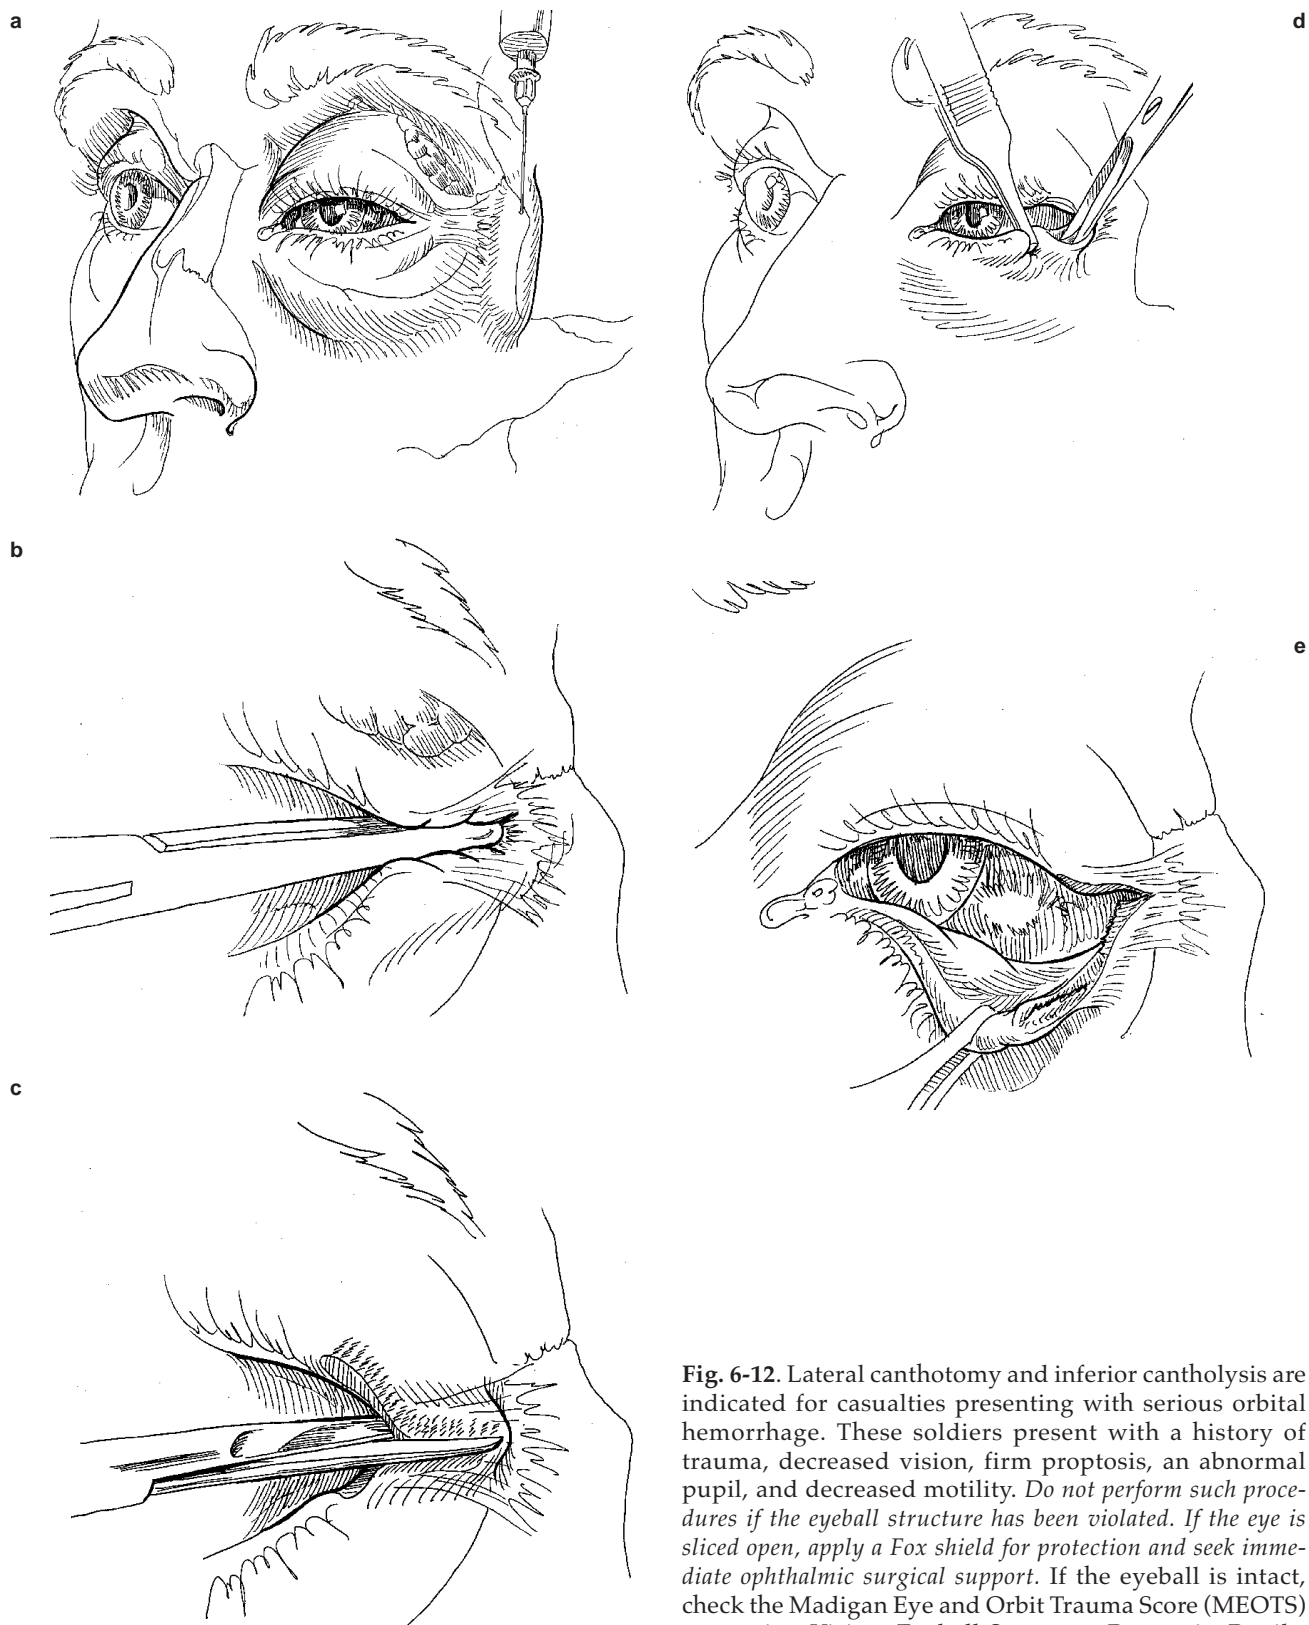 a
d
b
e
c
Fig. 6-12. Lateral canthotomy and inferior cantholysis are
indicated for casualties presenting with serious orbital
hemorrhage. These soldiers present with a history of
trauma, decreased vision, firm proptosis, an abnormal
pupil, and decreased motility. Do not perform such proce-
dures if the eyeball structure has been violated. If the eye is
sliced open, apply a Fox shield for protection and seek imme-
diate ophthalmic surgical support. If the eyeball is intact,
check the Madigan Eye and Orbit Trauma Score (MEOTS)